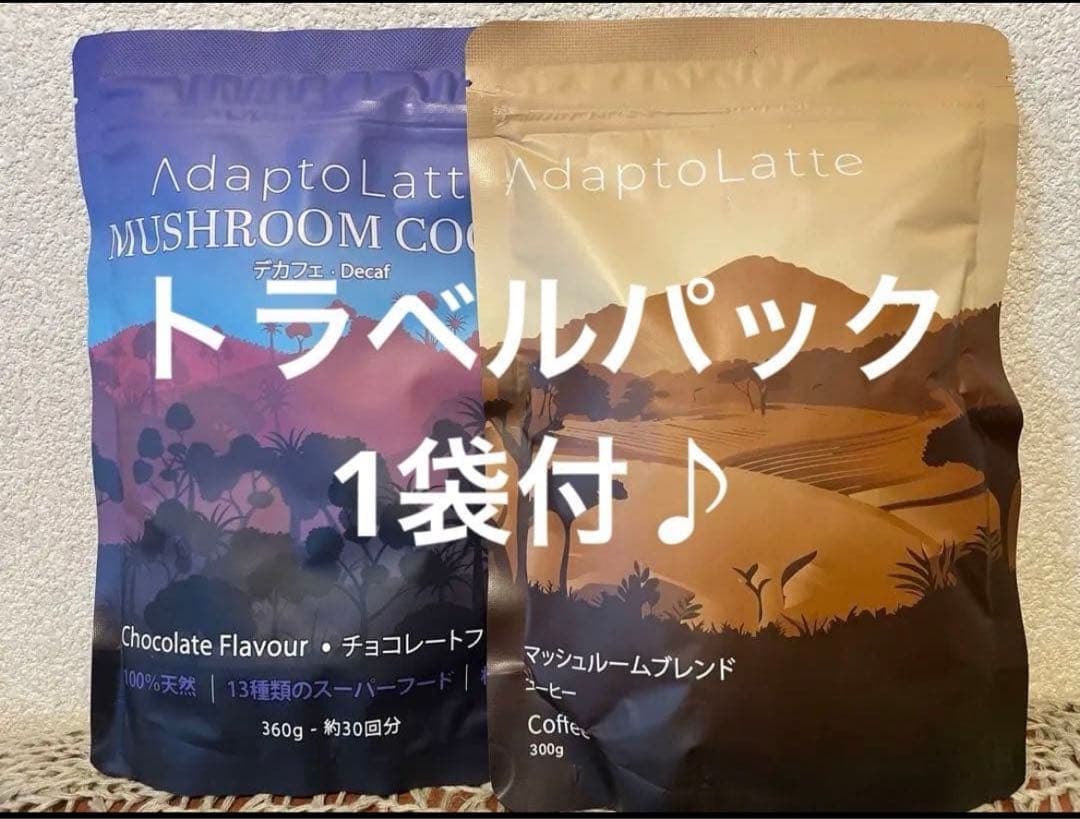 AdaptoLatt
MUSHROOM COC
デカフェ・Decaf
AdaptoLatte
トラベルパック
1袋付♪
Chocolate Flavour • チョコレートフ
100%天然 | 13種類のスーパーフード |
360g - 約30回分
マッシュルームブレンド
コーヒー
Coffee
300g